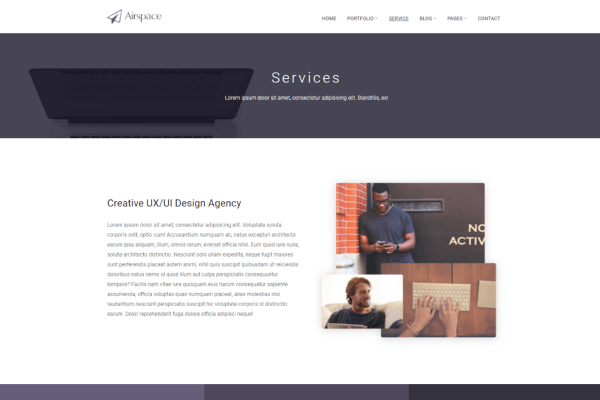 Airspace
HOME PORTFOLIO SERVICE BLOG PAGES CONTACT
Services
Lorem ipsum dolor sit amet, consectetur adipisicing elit. Blanditiis, ex!
Creative UX/UI Design Agency
Lorem ipsum dolor sit amet, consectetur adipisicing elit. Voluptate soluta
corporis odit, optio cum! Accusantium numquam ab, natus excepturi architecto
earum ipsa aliquam, illum, omnis rerum, eveniet officia nihil. Eum quod iure nulla,
soluta architecto distinctio. Nesciunt odio ullam expedita, neque fugit maiores
sunt perferendis placeat autem animi, nihil quis suscipit quibusdam ut reiciendis
doloribus natus nemo id quod illum aut culpa perspiciatis consequuntur
tempore? Facilis nam vitae iure quisquam eius harum consequatur sapiente
assumenda, officia voluptas quas numquam placeat, alias molestias nisi
laudantium nesciunt perspiciatis suscipit hic voluptate corporis id distinctio
earum. Dolor reprehenderit fuga dolore officia adipisci neque!
NO
ACTIV